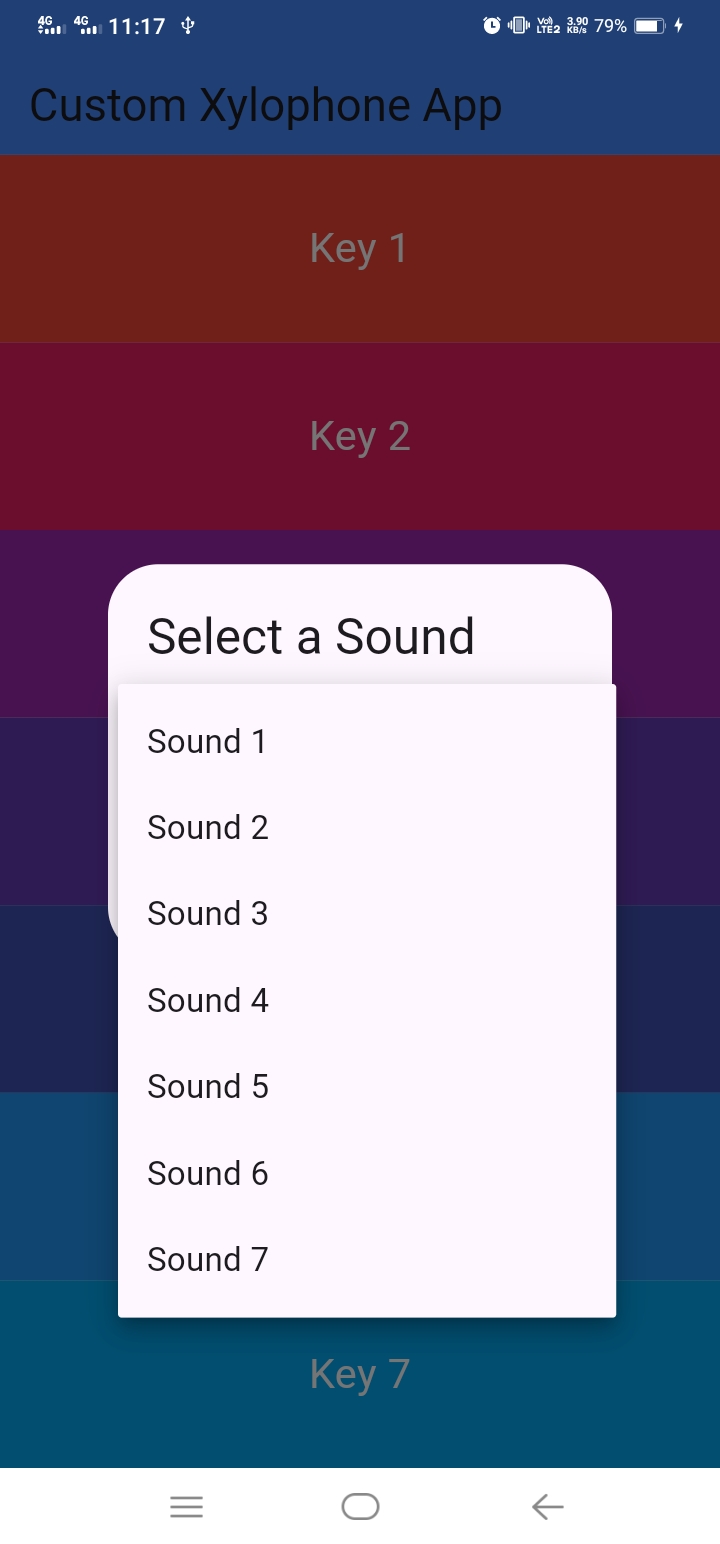 4G 4G 11:17 Vo) LTE2 3.90 KB/s 79%
Custom Xylophone App
Key 1
Key 2
Select a Sound
Sound 1
Sound 2
Sound 3
Sound 4
Sound 5
Sound 6
Sound 7
Key 7